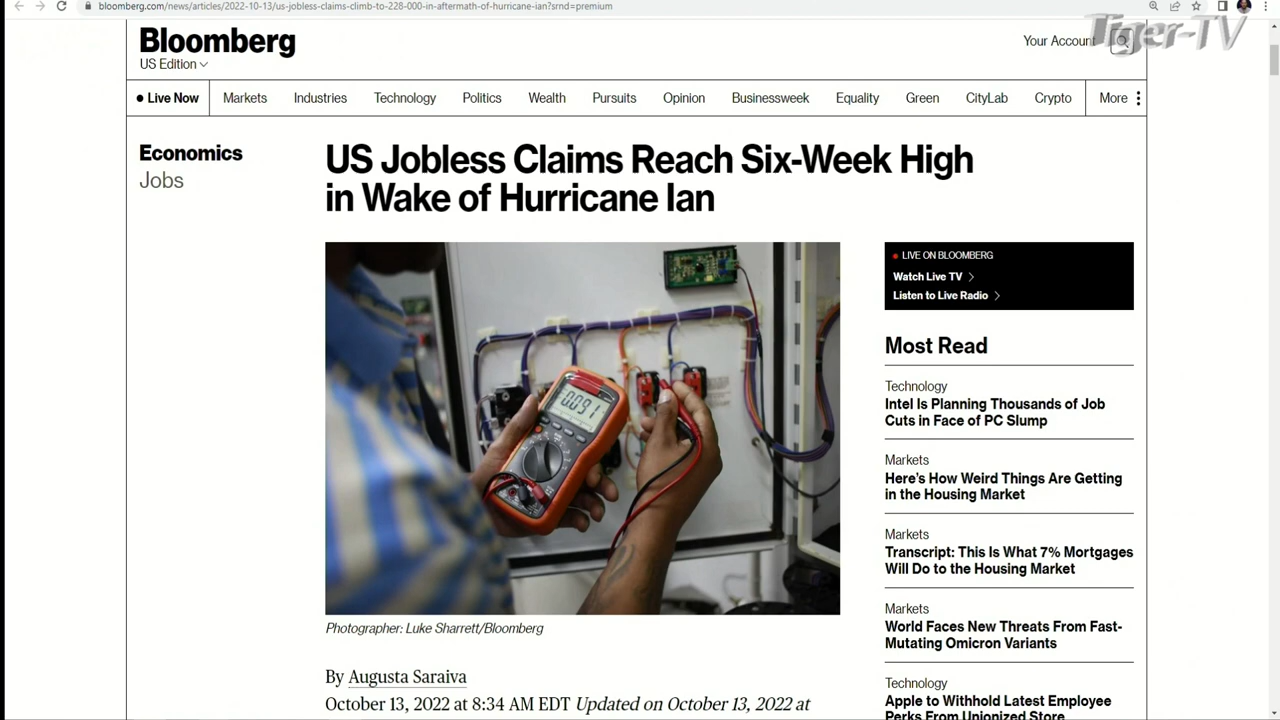 bloomberg.com/news/articles/2022-10-13/us-jobless-claims-climb-to-228-000-in-aftermath-of-hurricane-ian?srnd=premium
Tiger-TV
Bloomberg
US Edition
Your Account
Live Now
Markets
Industries
Technology
Politics
Wealth
Pursuits
Opinion
Businessweek
Equality
Green
CityLab
Crypto
More
Economics
Jobs
US Jobless Claims Reach Six-Week High
in Wake of Hurricane Ian
0.091
Photographer: Luke Sharrett/Bloomberg
By Augusta Saraiva
October 13, 2022 at 8:34 AM EDT Updated on October 13, 2022 at
LIVE ON BLOOMBERG
Watch Live TV
Listen to Live Radio
Most Read
Technology
Intel Is Planning Thousands of Job
Cuts in Face of PC Slump
Markets
Here's How Weird Things Are Getting
in the Housing Market
Markets
Transcript: This Is What 7% Mortgages
Will Do to the Housing Market
Markets
World Faces New Threats From Fast-
Mutating Omicron Variants
Technology
Apple to Withhold Latest Employee
Perks From Unionized Store